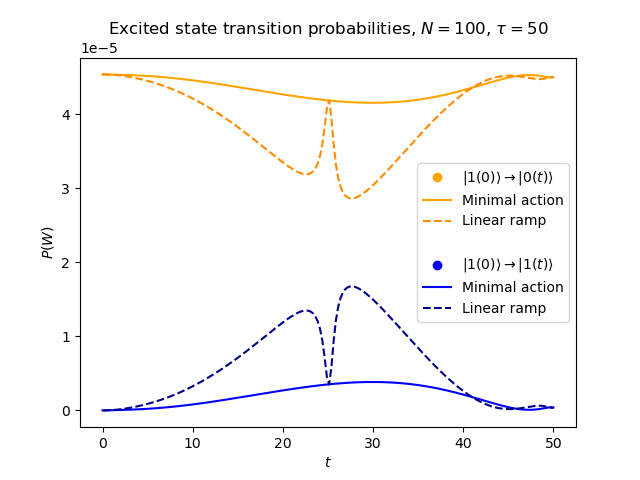 Excited state transition probabilities, $N = 100$, $\tau = 50$
1e−5
4
3
2
1
0
P(W)
|1(0)⟩→|0(t)⟩
Minimal action
Linear ramp
|1(0)⟩→|1(t)⟩
Minimal action
Linear ramp
0 10 20 30 40 50
t